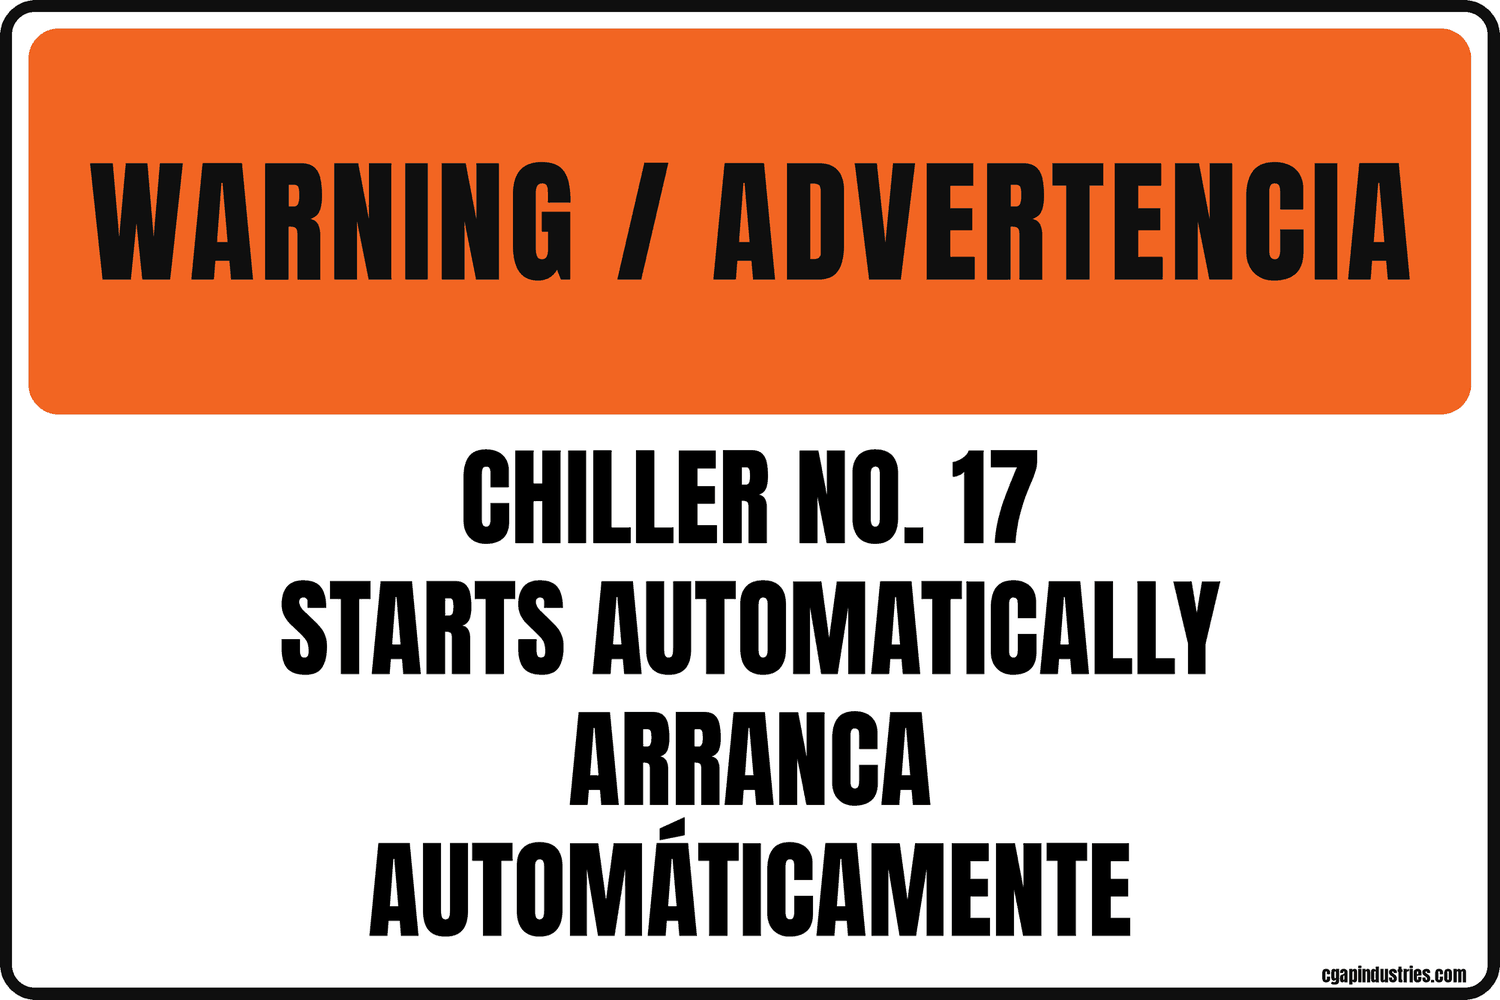 WARNING / ADVERTENCIA
CHILLER NO. 17
STARTS AUTOMATICALLY
ARRANCA
AUTOMÁTICAMENTE
cgapindustries.com